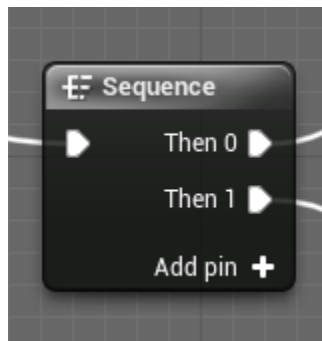 Sequence
Then 0
Then 1
Add pin